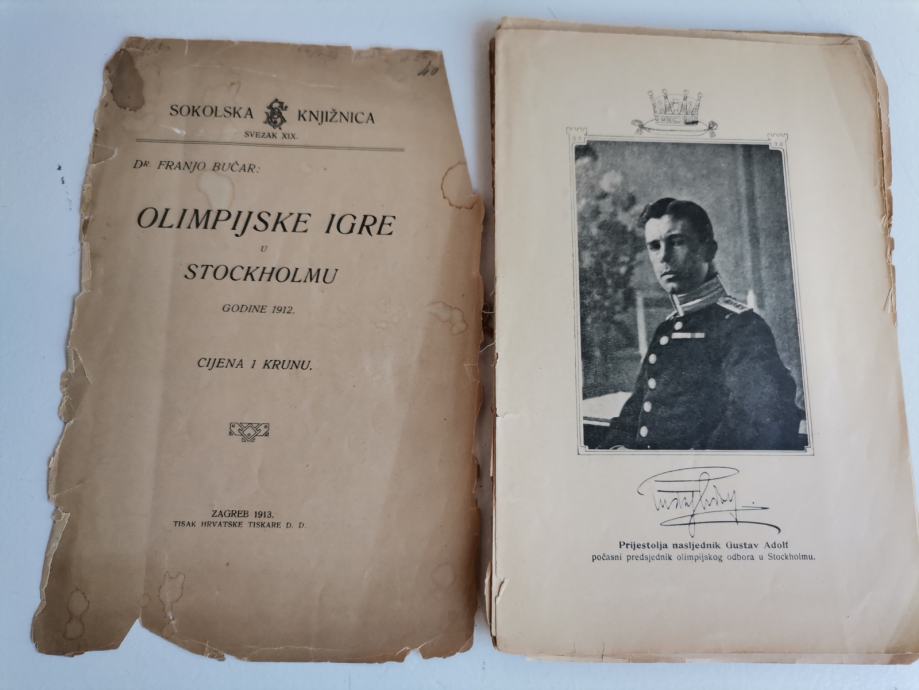 40
SOKOLSKA KNJIŽNICA
SVEZAK XIX.
DR. FRANJO BUČAR:
OLIMPIJSKE IGRE
U
STOCKHOLMU
GODINE 1912.
CIJENA 1 KRUNU.
ZAGREB 1913.
TISAK HRVATSKE TISKARE D. D.
Prijestolja nasljednik Gustav Adolf
počasni predsjednik olimpijskog odbora u Stockholmu.